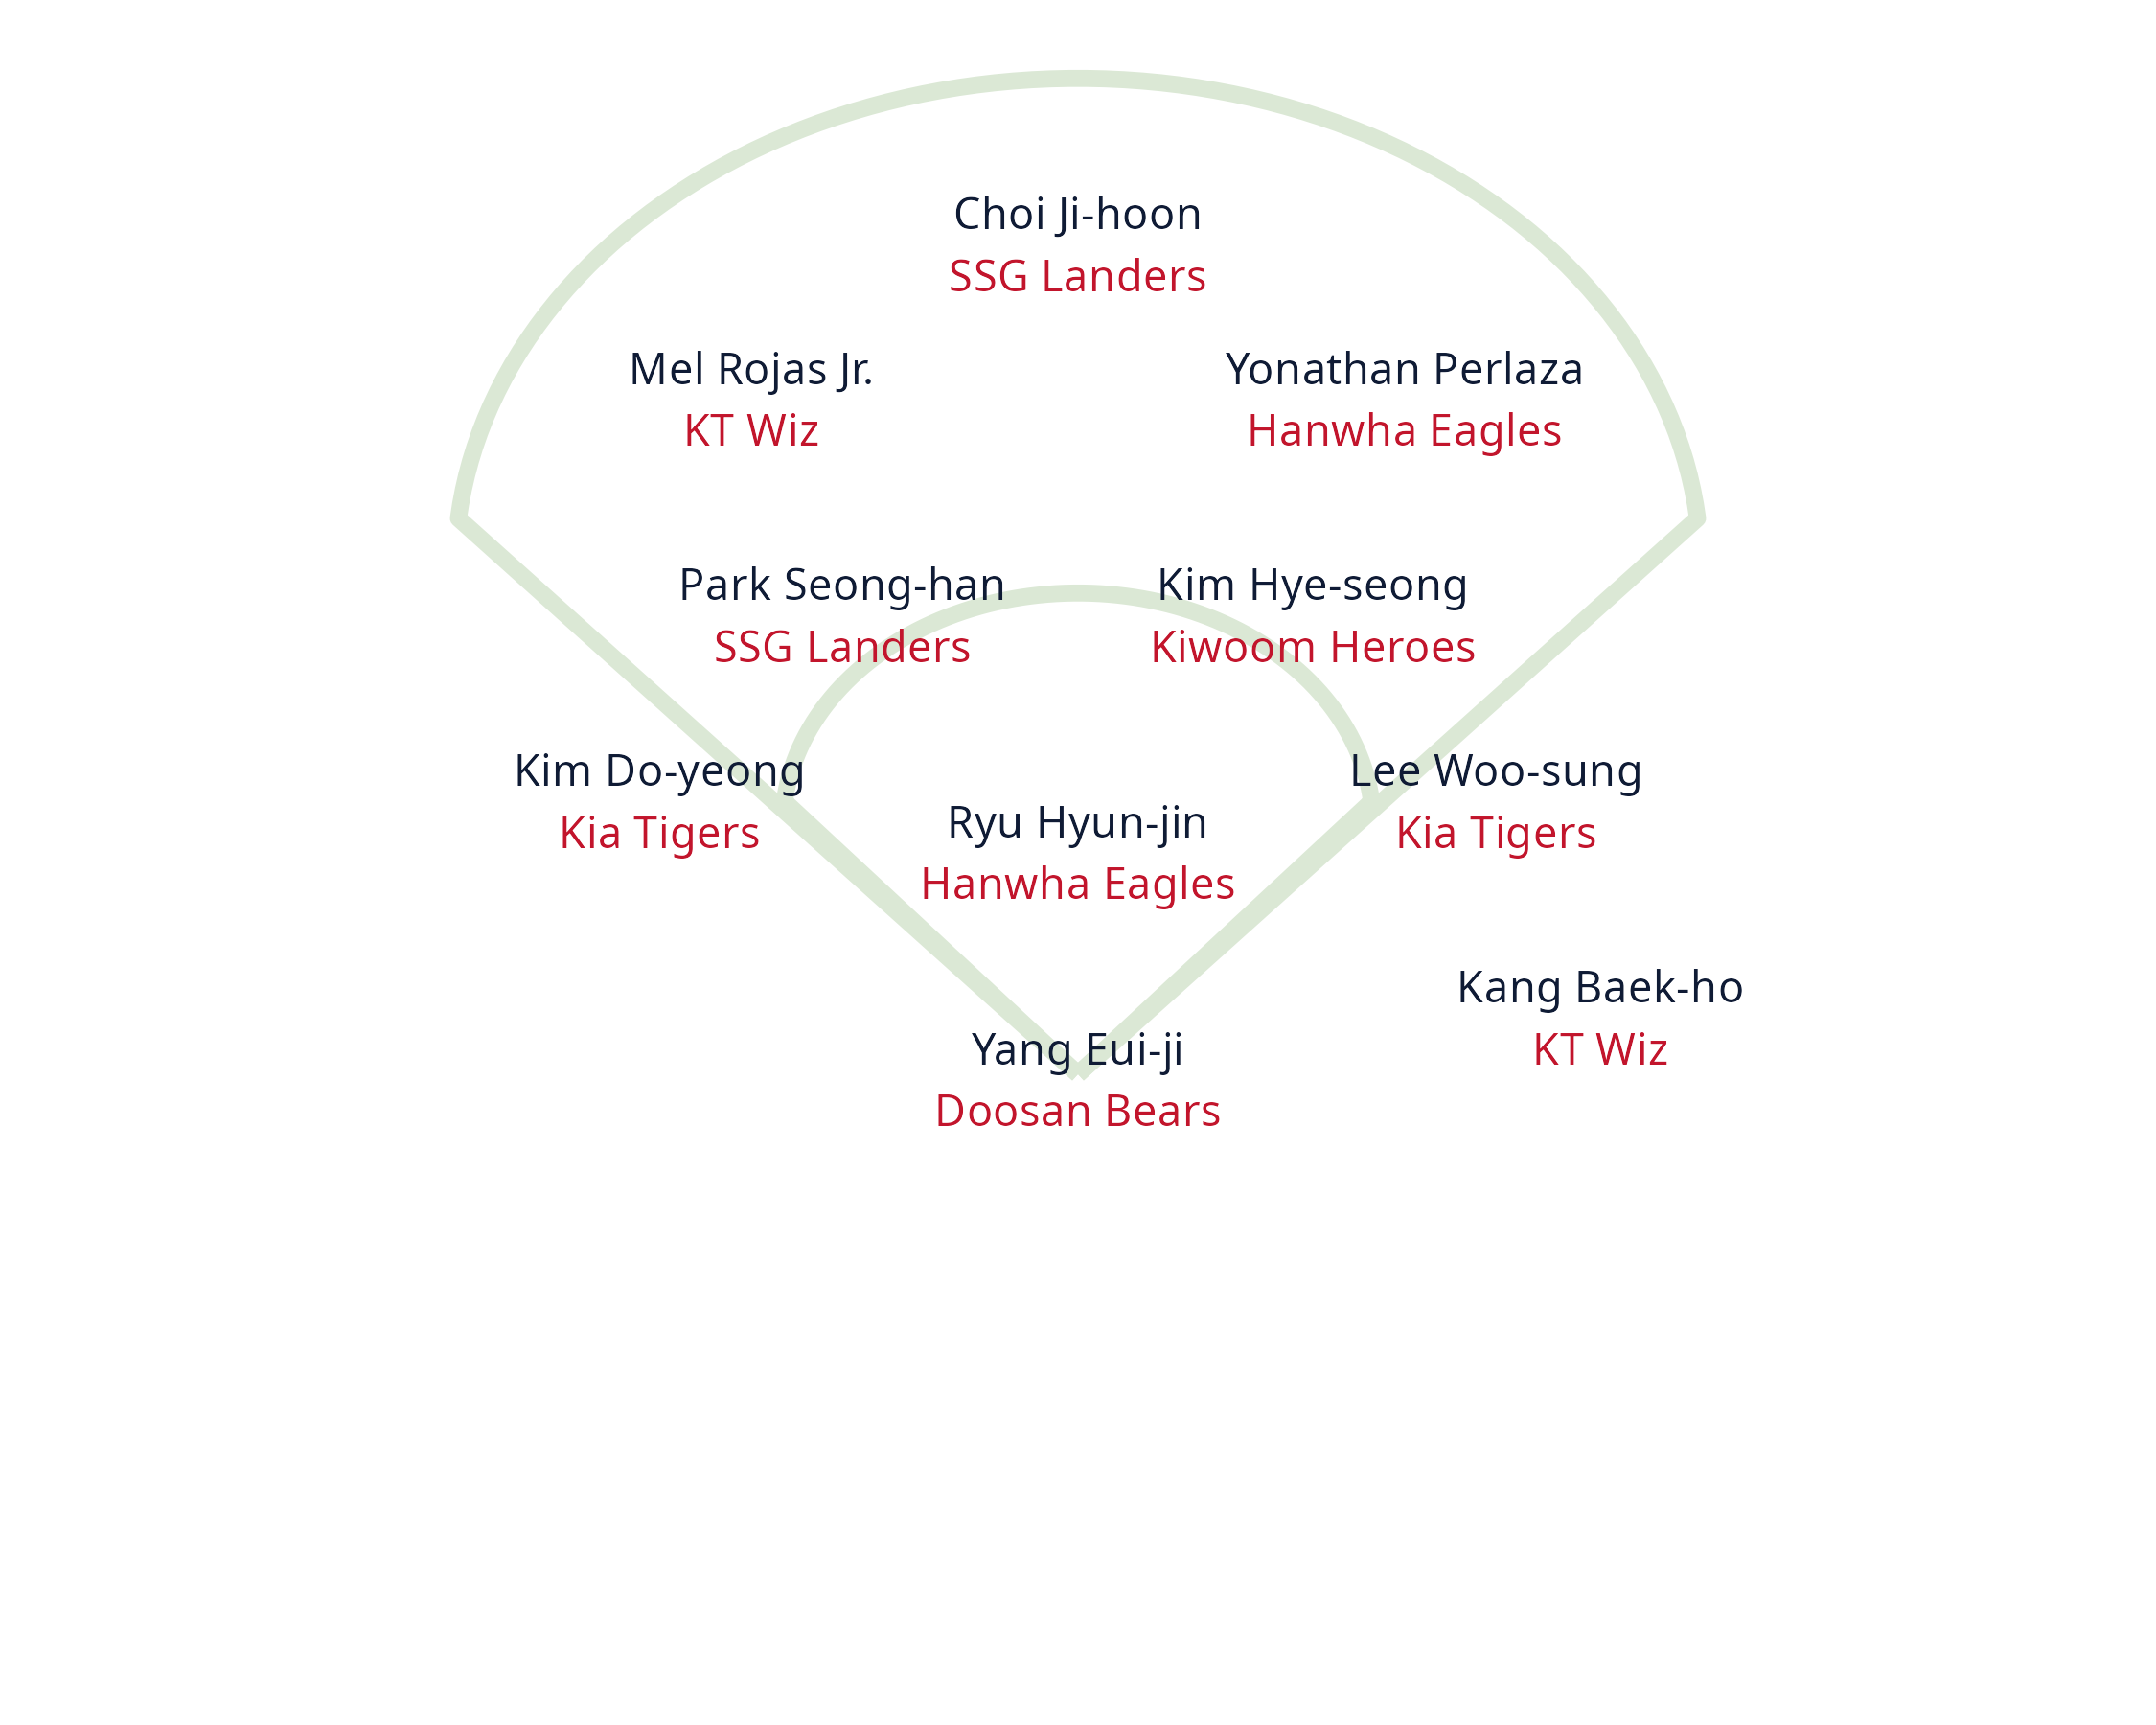 Choi Ji-hoon
SSG Landers
Mel Rojas Jr.
KT Wiz
Yonathan Perlaza
Hanwha Eagles
Park Seong-han
SSG Landers
Kim Hye-seong
Kiwoom Heroes
Kim Do-yeong
Kia Tigers
Lee Woo-sung
Kia Tigers
Ryu Hyun-jin
Hanwha Eagles
Kang Baek-ho
KT Wiz
Yang Eui-ji
Doosan Bears